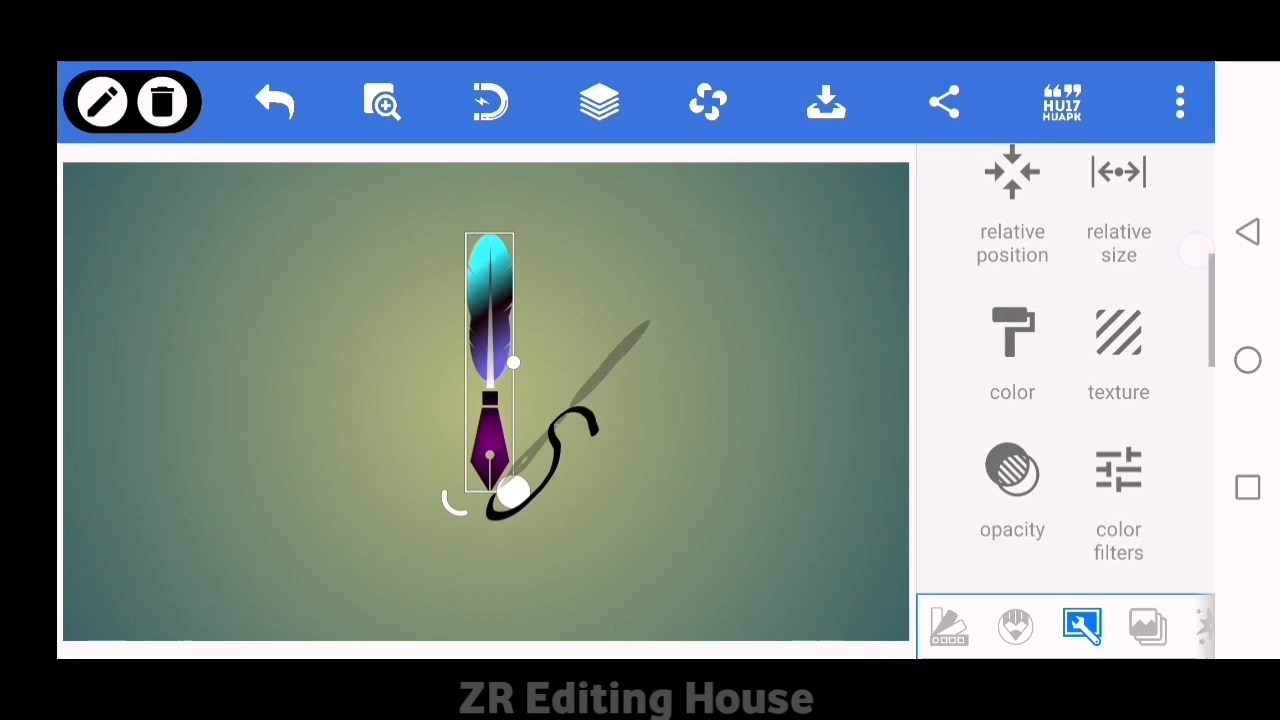 HU17
HUAPK
relative
position
relative
size
color
texture
opacity
color
filters
ZR Editing House